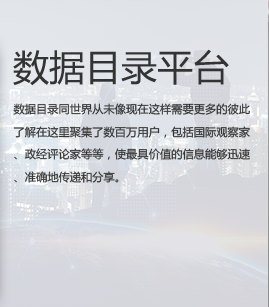 数据目录平台
数据目录同世界从未像现在这样需要更多的彼此
了解在这里聚集了数百万用户，包括国际观察家
、政经评论家等等，使最具价值的信息能够迅速
、准确地传递和分享。